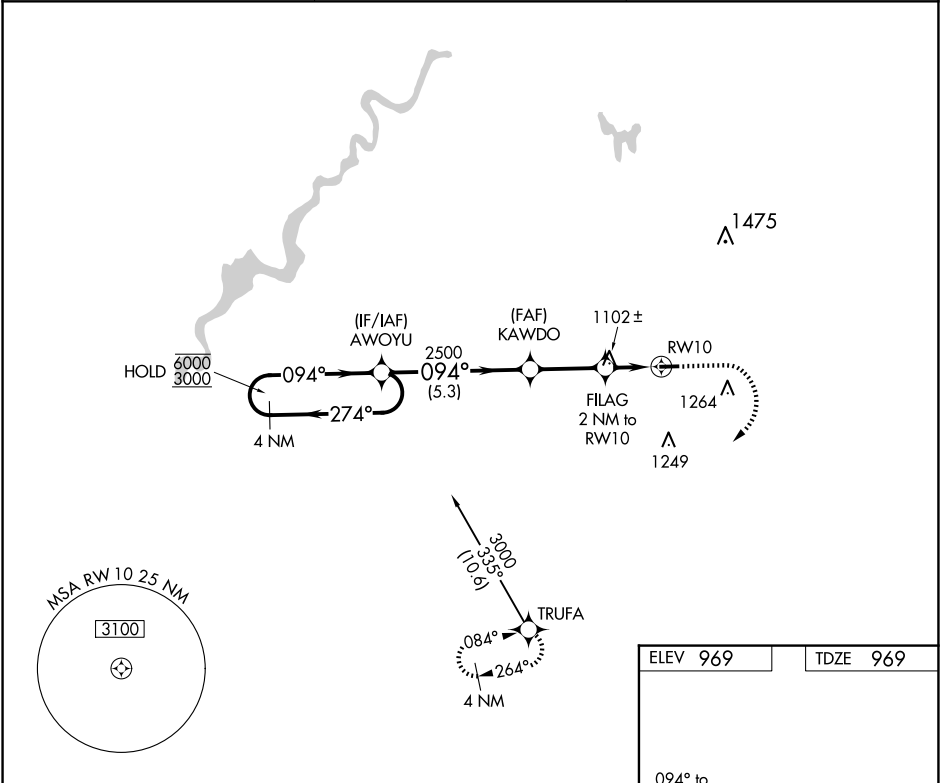 1475
(IF/IAF)
AWOYU
(FAF)
KAWDO
1102 ±
RW10
HOLD 6000
3000
094°
2500
094°
(5.3)
274°
4 NM
FILAG
2 NM to
RW10
1264
1249
3000
335°
(10.6)
TRUFA
084°
264°
4 NM
MSA RW 10 25 NM
3100
ELEV 969
TDZE 969
094° to